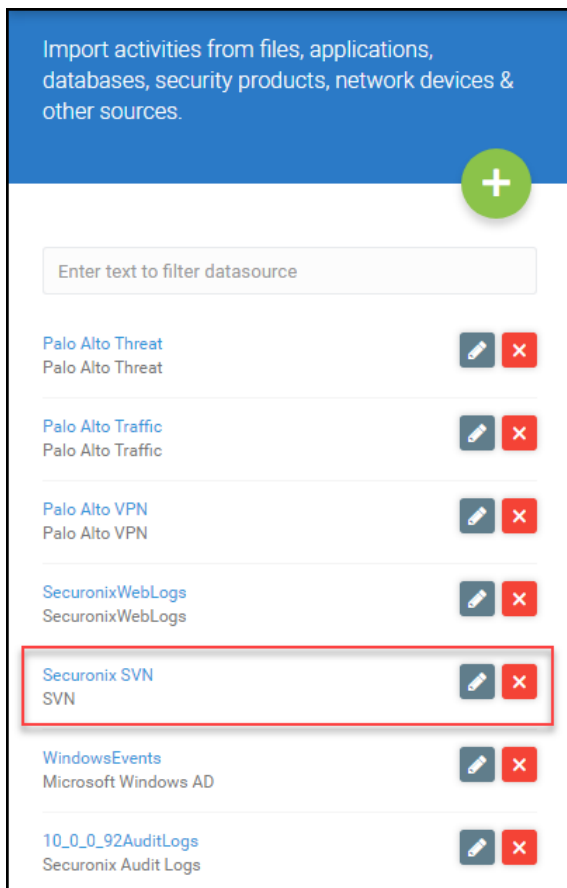 Import activities from files, applications,
databases, security products, network devices &
other sources.
Enter text to filter datasource
Palo Alto Threat
Palo Alto Threat
Palo Alto Traffic
Palo Alto Traffic
Palo Alto VPN
Palo Alto VPN
SecuronixWebLogs
SecuronixWebLogs
Securonix SVN
SVN
WindowsEvents
Microsoft Windows AD
10_0_0_92AuditLogs
Securonix Audit Logs